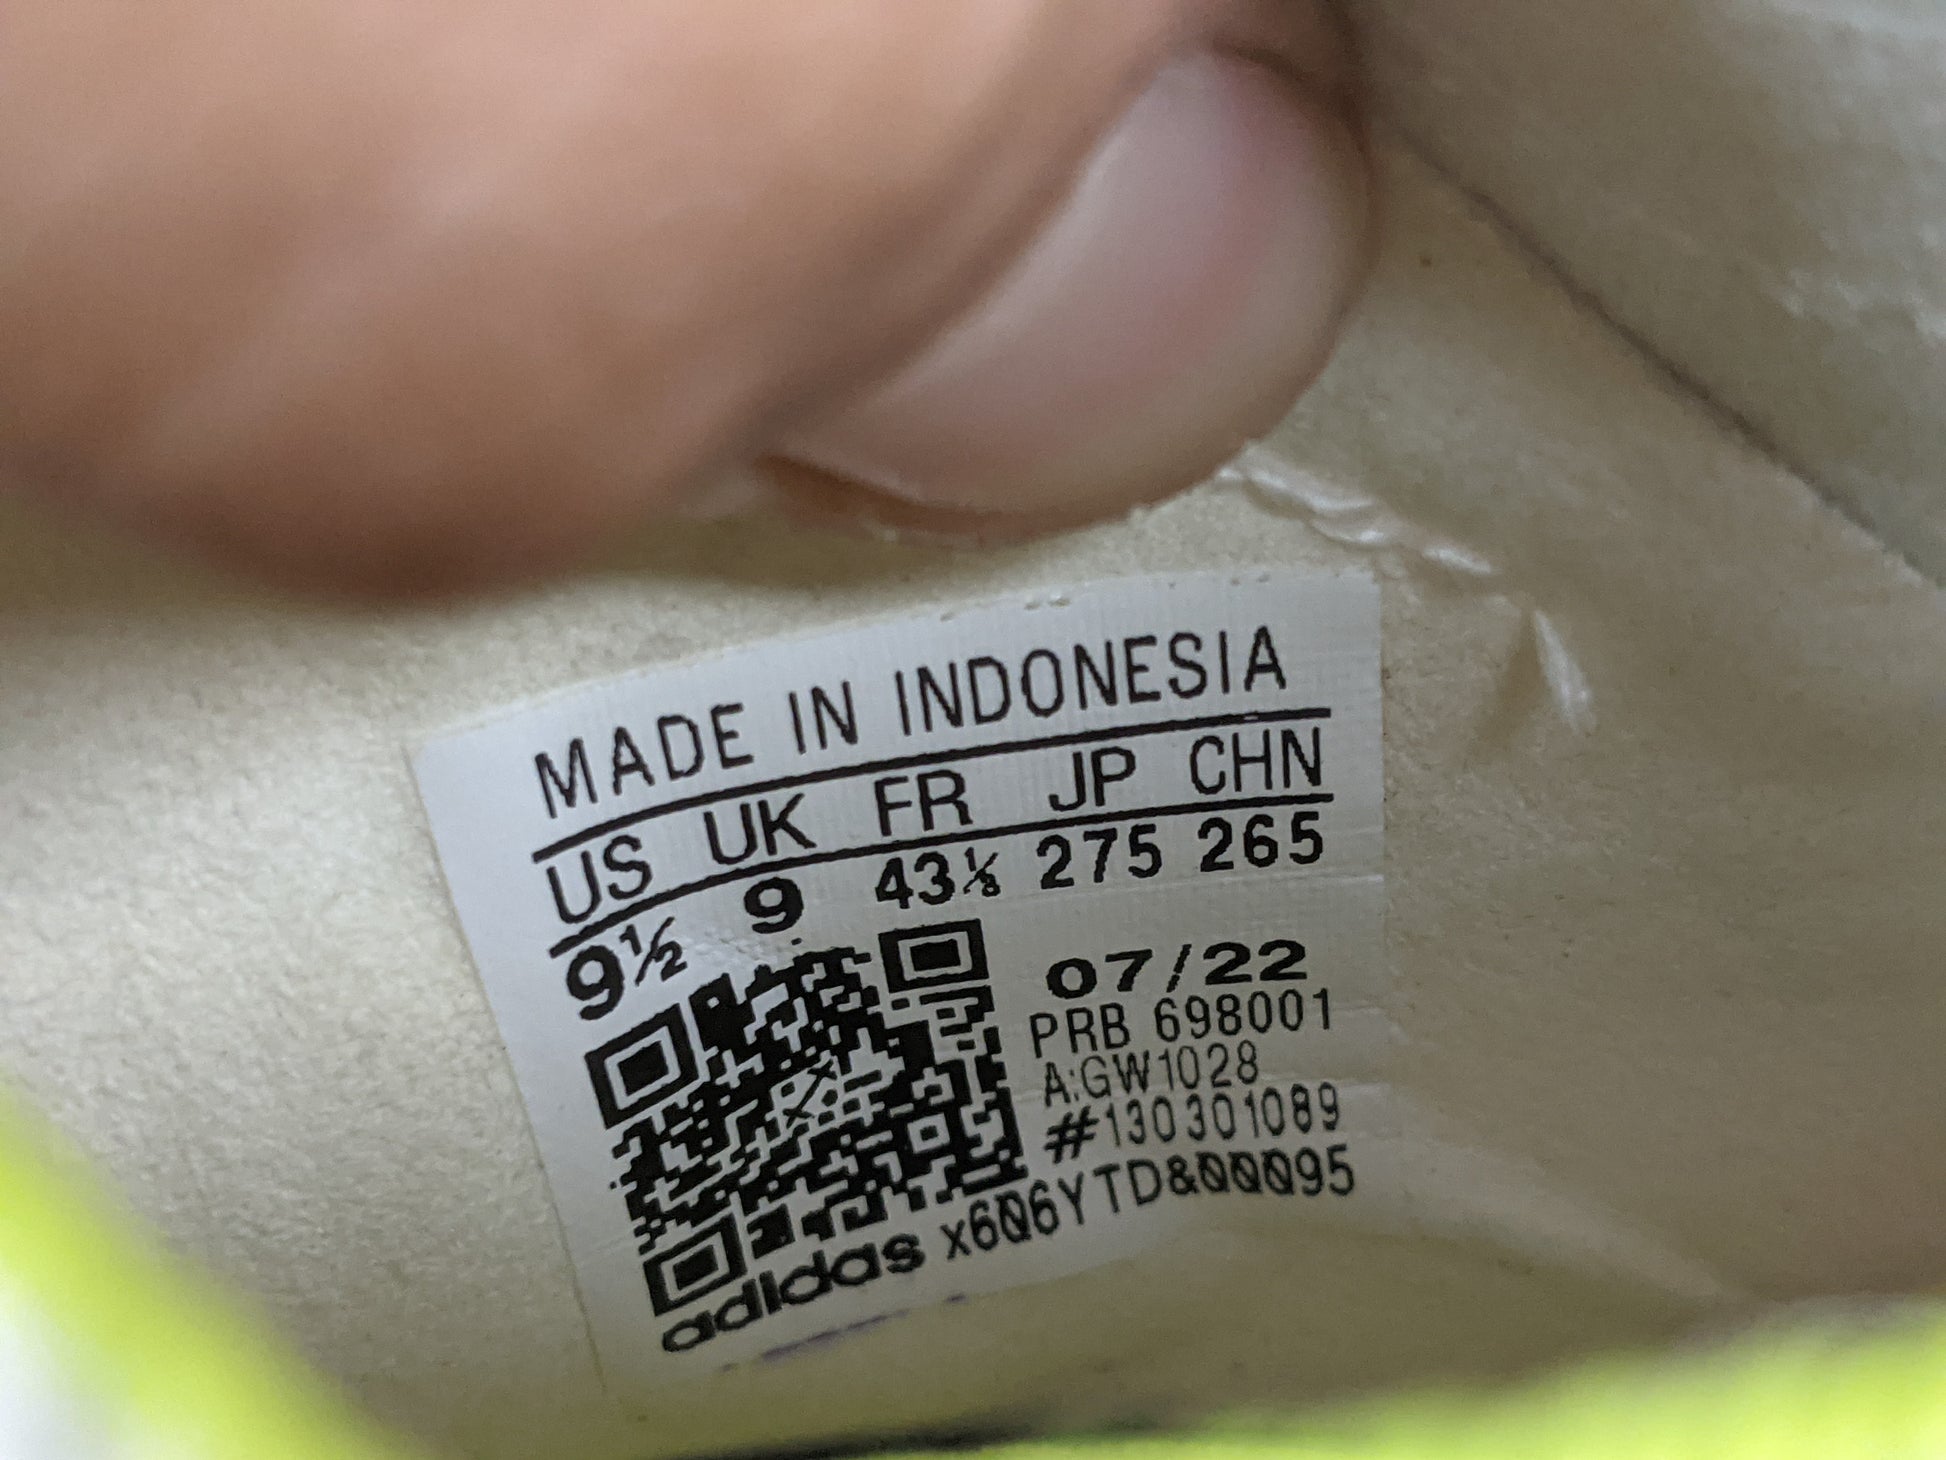 MADE IN INDONESIA
US UK FR JP CHN
9½ 9 43⅓ 275 265
07/22
PRB 698001
A:GW1028
#130301089
adidas x606YTD&00095